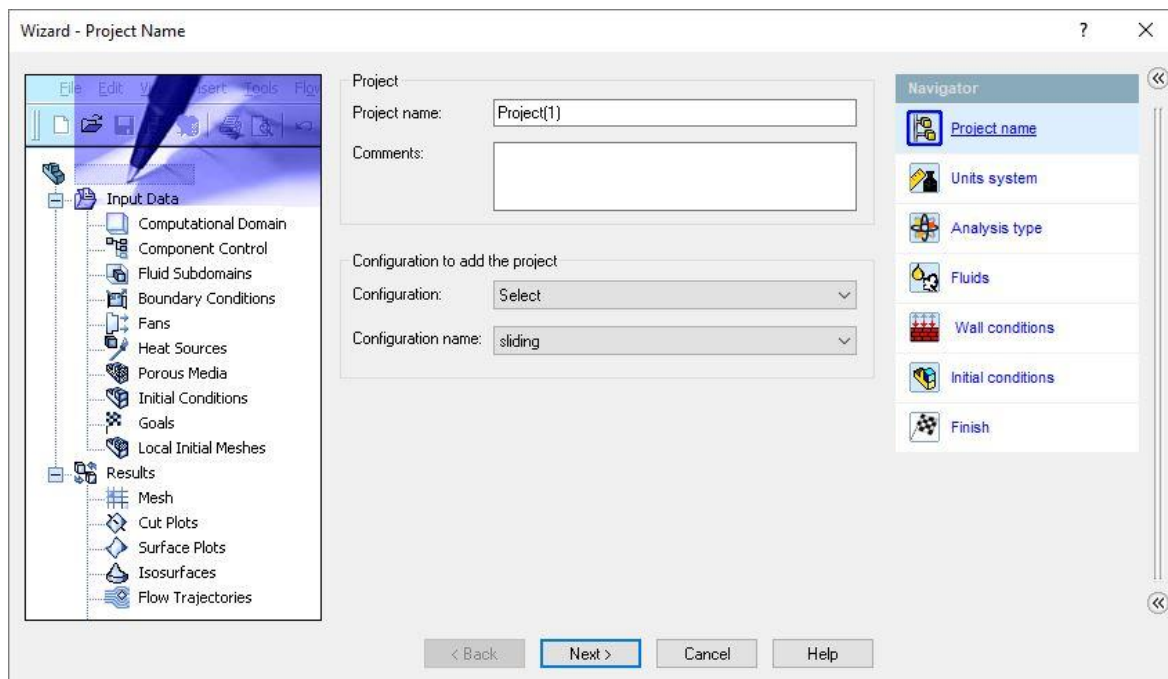 Wizard - Project Name
?
File Edit View Insert Tools Flow
Input Data
Computational Domain
Component Control
Fluid Subdomains
Boundary Conditions
Fans
Heat Sources
Porous Media
Initial Conditions
Goals
Local Initial Meshes
Results
Mesh
Cut Plots
Surface Plots
Isosurfaces
Flow Trajectories
Project
Project name: Project(1)
Comments:
Configuration to add the project
Configuration: Select
Configuration name: sliding
Navigator
Project name
Units system
Analysis type
Fluids
Wall conditions
Initial conditions
Finish
< Back Next > Cancel Help